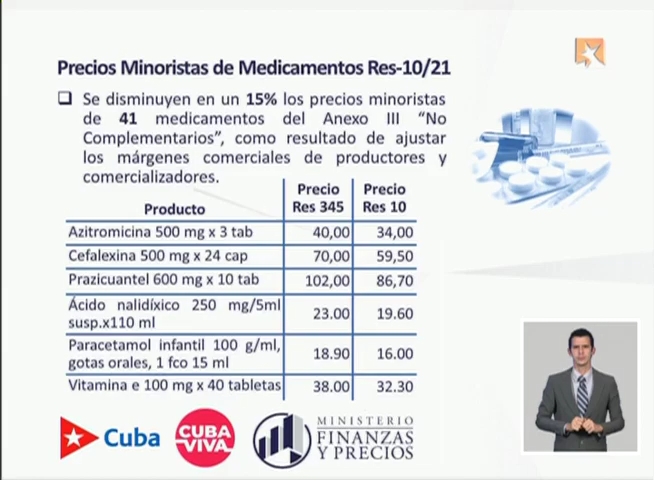 Precios Minoristas de Medicamentos Res-10/21
Se disminuyen en un 15% los precios minoristas
de 41 medicamentos del Anexo III “No
Complementarios”, como resultado de ajustar
los márgenes comerciales de productores y
comercializadores.
Producto Precio Res 345 Precio Res 10
Azitromicina 500 mg x 3 tab 40,00 34,00
Cefalexina 500 mg x 24 cap 70,00 59,50
Prazicuantel 600 mg x 10 tab 102,00 86,70
Ácido nalidíxico 250 mg/5ml
susp.x110 ml 23.00 19.60
Paracetamol infantil 100 g/ml,
gotas orales, 1 fco 15 ml 18.90 16.00
Vitamina e 100 mg x 40 tabletas 38.00 32.30
Cuba
CUBA
VIVA
MINISTERIO
FINANZAS
Y PRECIOS